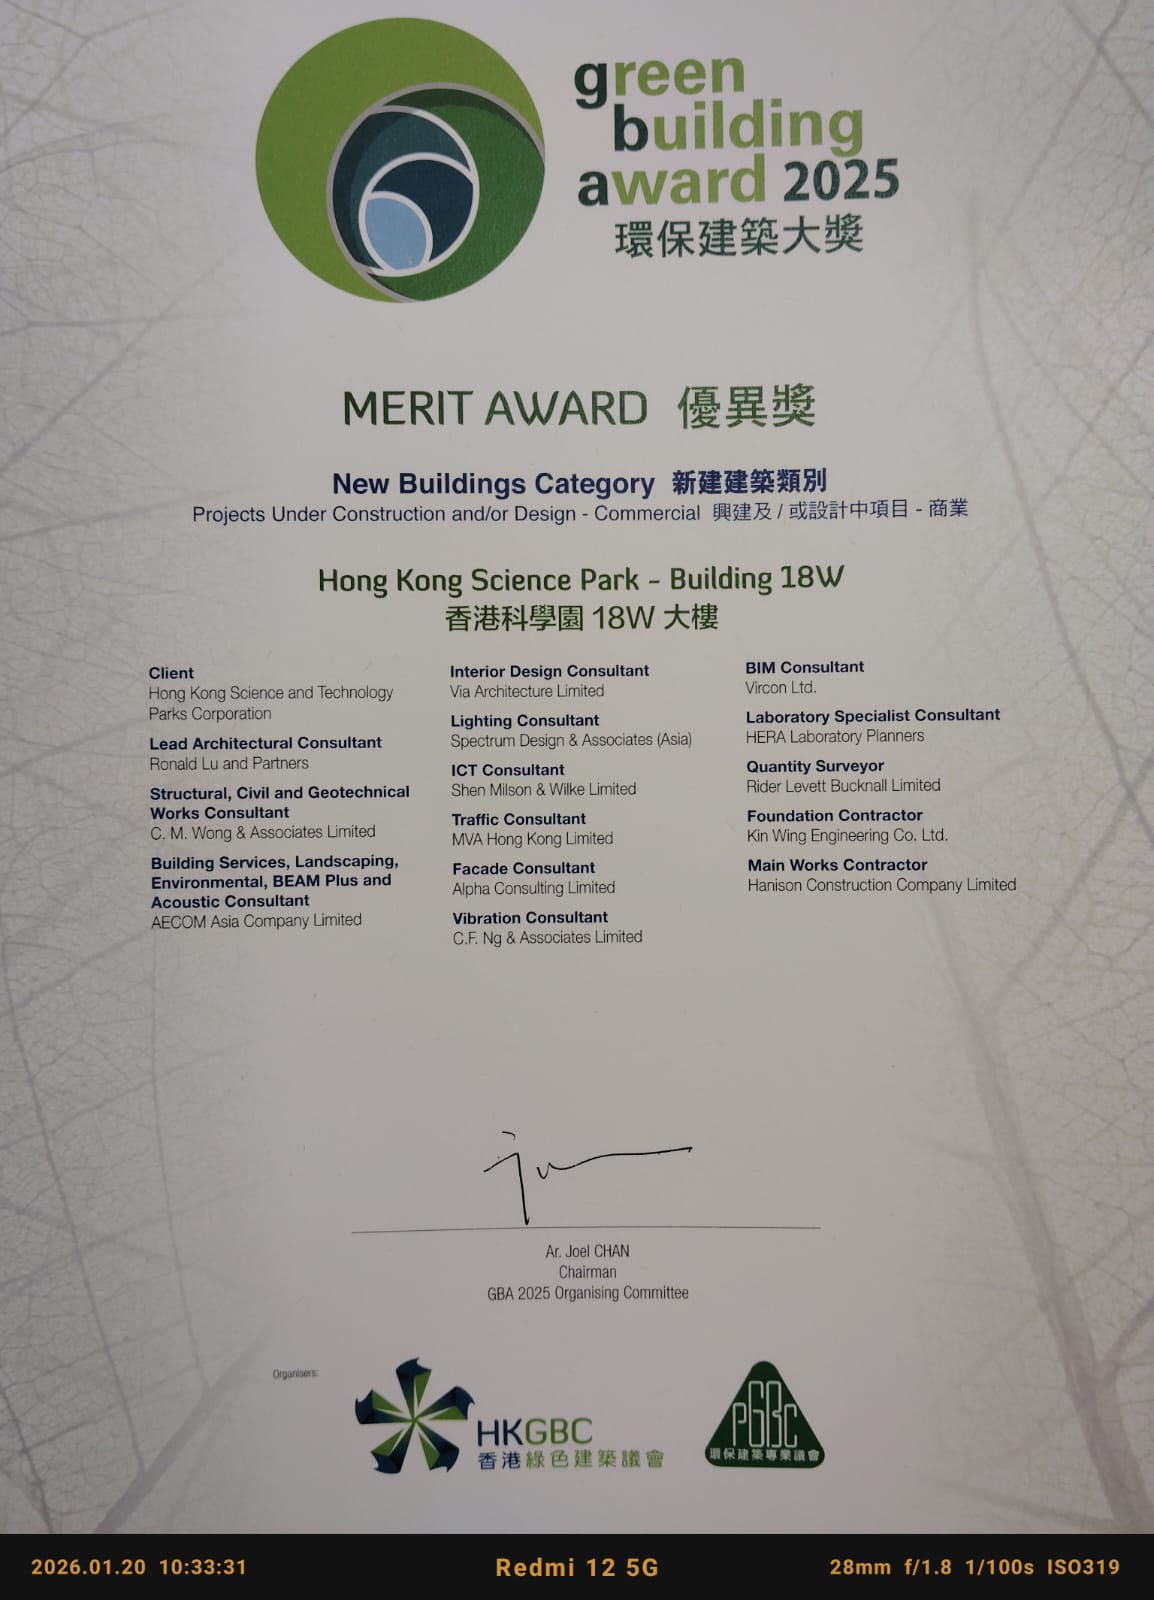 green
building
award 2025
環保建築大獎
MERIT AWARD 優異獎
New Buildings Category 新建建築類別
Projects Under Construction and/or Design - Commercial 興建及 / 或設計中項目 - 商業
Hong Kong Science Park – Building 18W
香港科學園 18W 大樓
Client
Hong Kong Science and Technology
Parks Corporation
Lead Architectural Consultant
Ronald Lu and Partners
Structural, Civil and Geotechnical
Works Consultant
C. M. Wong & Associates Limited
Building Services, Landscaping,
Environmental, BEAM Plus and
Acoustic Consultant
AECOM Asia Company Limited
Interior Design Consultant
Via Architecture Limited
Lighting Consultant
Spectrum Design & Associates (Asia)
ICT Consultant
Shen Milson & Wilke Limited
Traffic Consultant
MVA Hong Kong Limited
Facade Consultant
Alpha Consulting Limited
Vibration Consultant
C.F. Ng & Associates Limited
BIM Consultant
Vircon Ltd.
Laboratory Specialist Consultant
HERA Laboratory Planners
Quantity Surveyor
Rider Levett Bucknall Limited
Foundation Contractor
Kin Wing Engineering Co. Ltd.
Main Works Contractor
Hanison Construction Company Limited
Ar. Joel CHAN
Chairman
GBA 2025 Organising Committee
Organisers:
HKGBC
香港綠色建築議會
PGBC
環保建築專業議會
2026.01.20 10:33:31
Redmi 12 5G
28mm f/1.8 1/100s ISO319